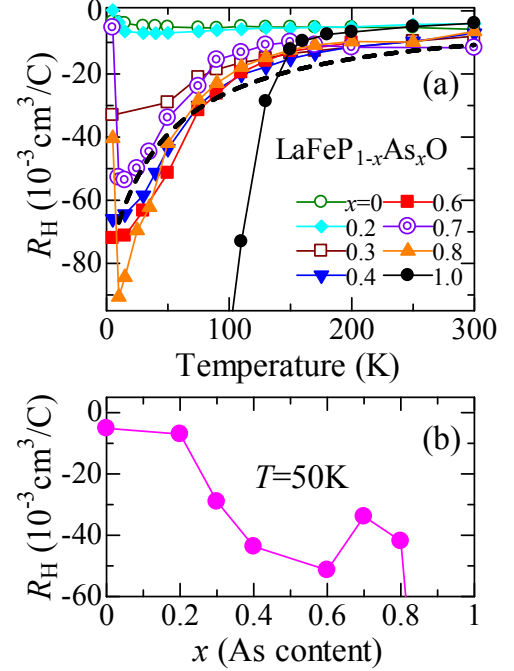 0
-20
-40
-60
-80
R_H (10^-3 cm^3/C)
(a)
LaFeP_1-xAs_xO
x=0 0.6
0.2 0.7
0.3 0.8
0.4 1.0
0 100 200 300
Temperature (K)
0
-20
-40
-60
R_H (10^-3 cm^3/C)
(b)
T=50K
0 0.2 0.4 0.6 0.8 1
x (As content)